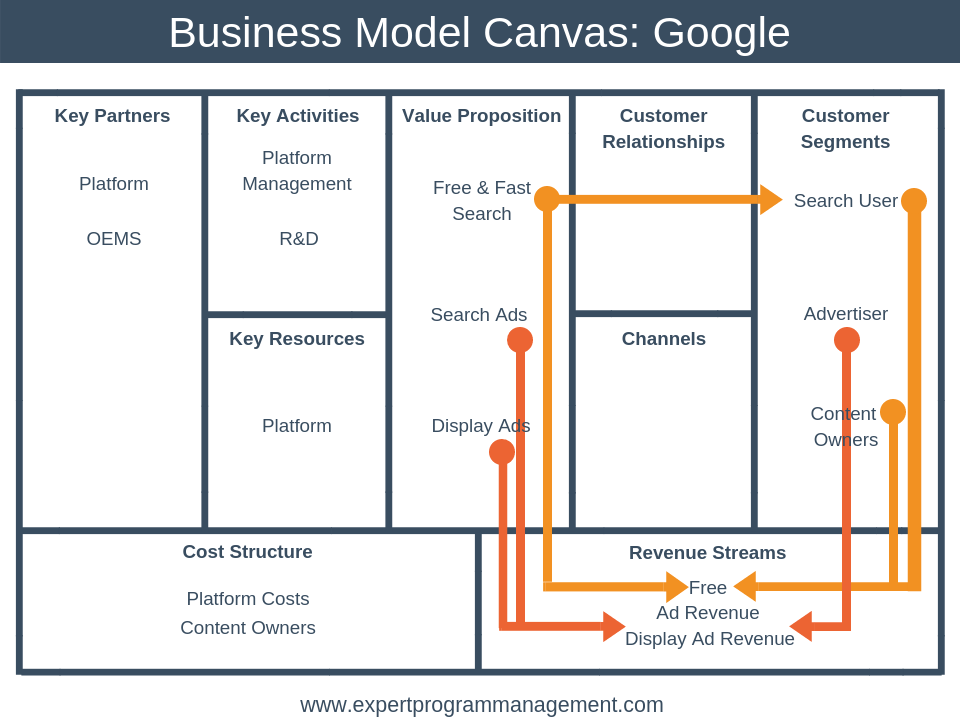 Business Model Canvas: Google
Key Partners
Platform
OEMS
Key Activities
Platform
Management
R&D
Key Resources
Platform
Value Proposition
Free & Fast
Search
Search Ads
Display Ads
Customer
Relationships
Channels
Customer
Segments
Search User
Advertiser
Content
Owners
Cost Structure
Platform Costs
Content Owners
Revenue Streams
Free
Ad Revenue
Display Ad Revenue
www.expertprogrammanagement.com